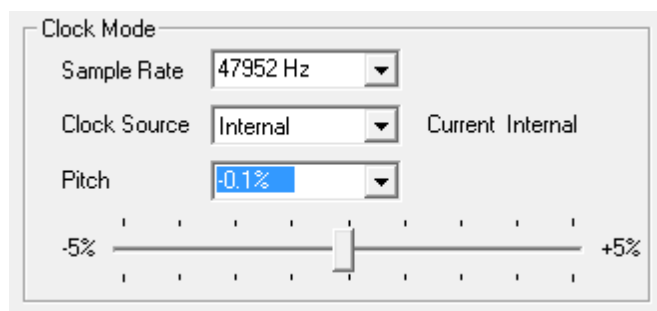 Clock Mode
Sample Rate 47952 Hz
Clock Source Internal Current Internal
Pitch -0.1%
-5% +5%